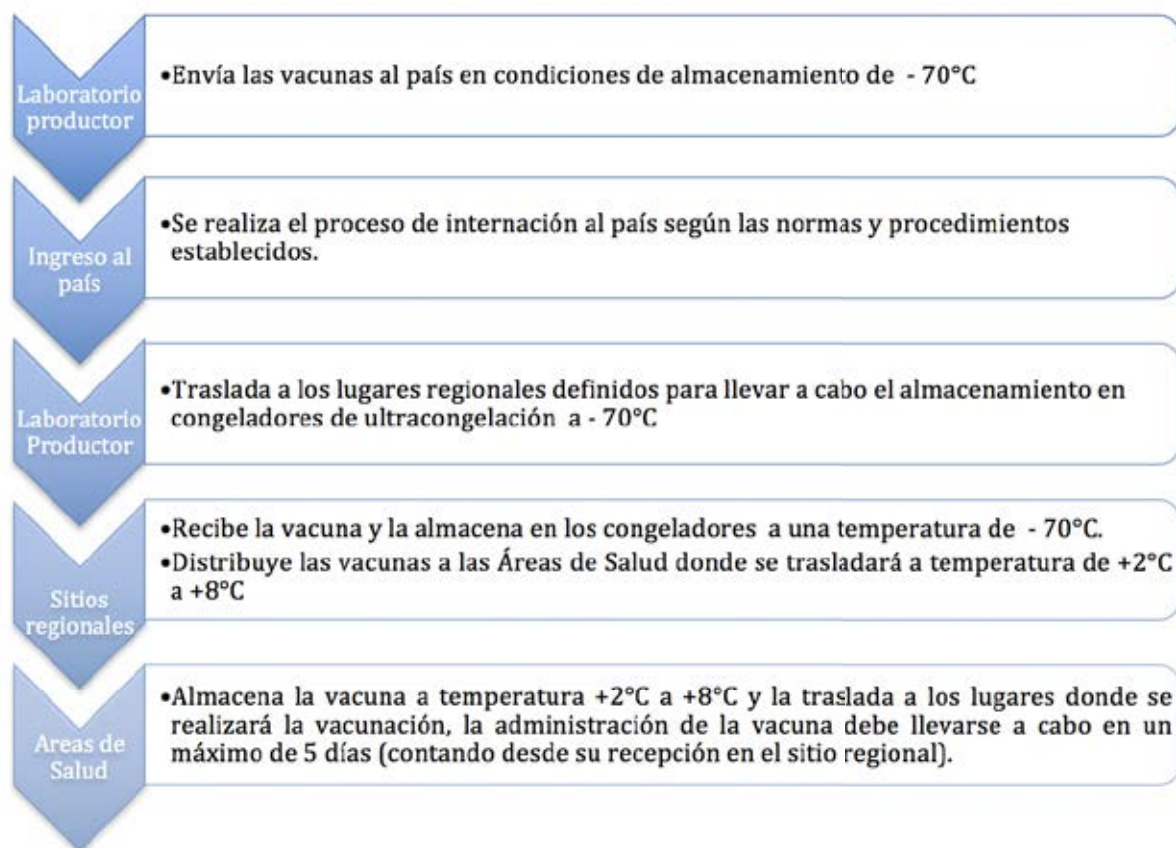 Laboratorio
productor
•Envía las vacunas al país en condiciones de almacenamiento de - 70°C
Ingreso al
país
•Se realiza el proceso de internación al país según las normas y procedimientos
establecidos.
Laboratorio
Productor
•Traslada a los lugares regionales definidos para llevar a cabo el almacenamiento en
congeladores de ultracongelación a - 70°C
Sitios
regionales
•Recibe la vacuna y la almacena en los congeladores a una temperatura de - 70°C.
•Distribuye las vacunas a las Áreas de Salud donde se trasladará a temperatura de +2°C
a +8°C
Areas de
Salud
•Almacena la vacuna a temperatura +2°C a +8°C y la traslada a los lugares donde se
realizará la vacunación, la administración de la vacuna debe llevarse a cabo en un
máximo de 5 días (contando desde su recepción en el sitio regional).